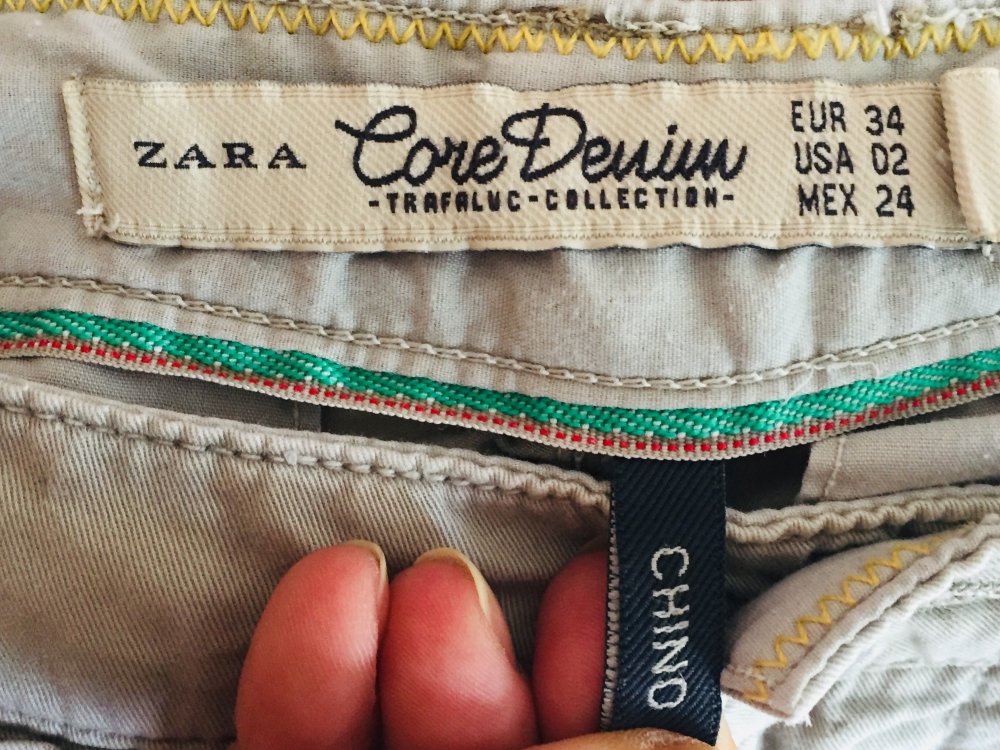 ZARA Core Denim EUR 34
-TRAFALUC-COLLECTION- USA 02
MEX 24
CHINO